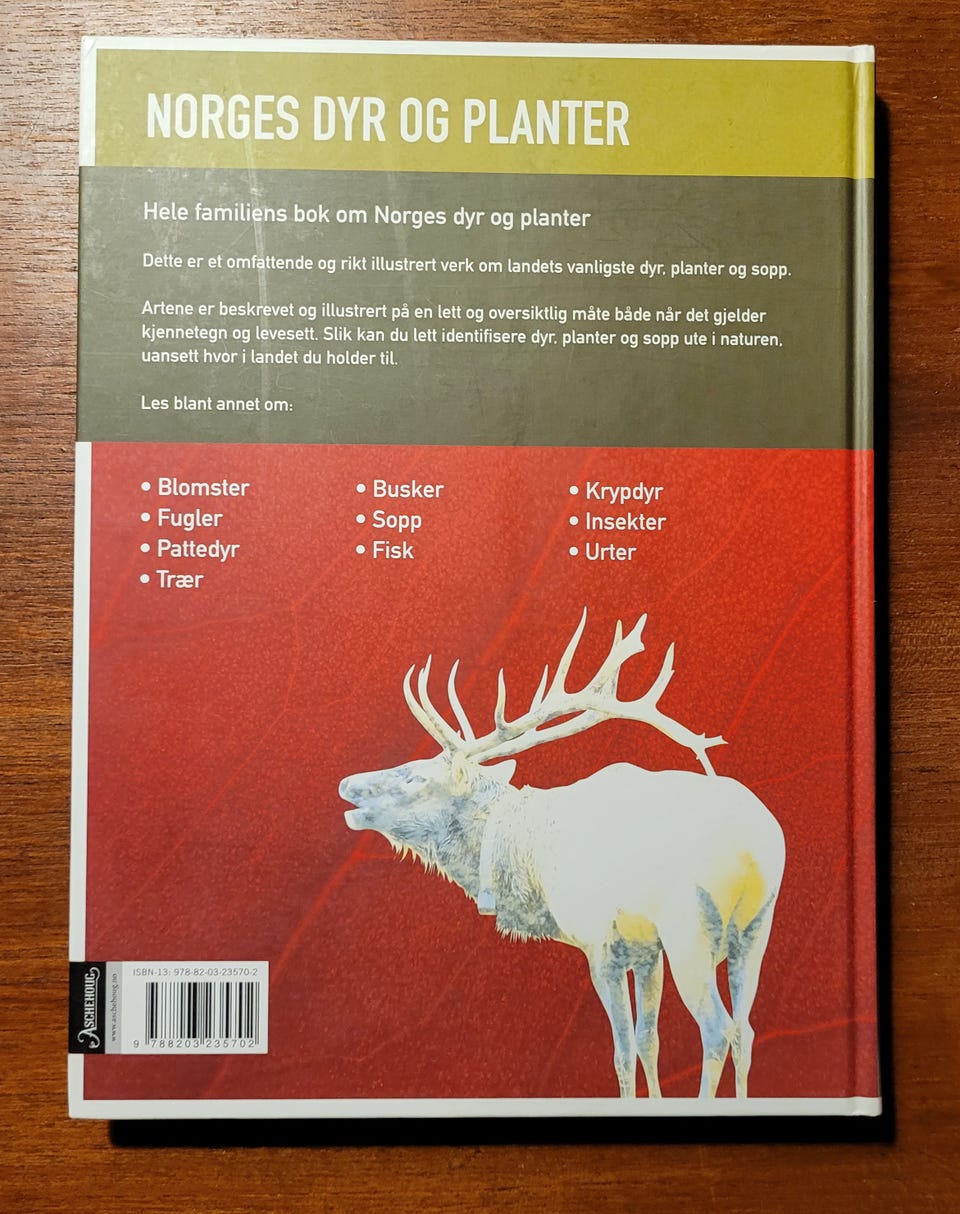 NORGES DYR OG PLANTER
Hele familiens bok om Norges dyr og planter
Dette er et omfattende og rikt illustrert verk om landets vanligste dyr, planter og sopp.
Artene er beskrevet og illustrert på en lett og oversiktlig måte både når det gjelder
kjennetegn og levesett. Slik kan du lett identifisere dyr, planter og sopp ute i naturen,
uansett hvor i landet du holder til.
Les blant annet om:
• Blomster
• Fugler
• Pattedyr
• Trær
• Busker
• Sopp
• Fisk
• Krypdyr
• Insekter
• Urter
ASCHEHOUG
www.aschehoug.no
ISBN-13: 978-82-03-23570-2
9 788203 235702